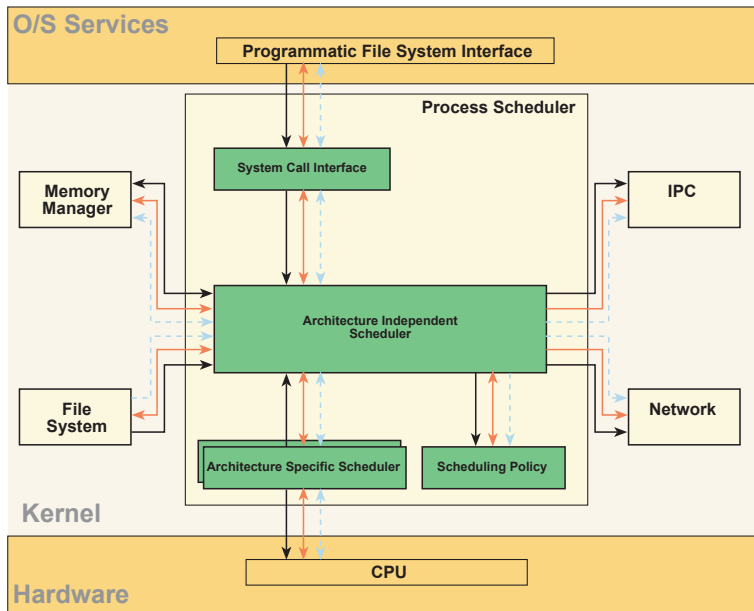 O/S Services
Programmatic File System Interface
Process Scheduler
System Call Interface
Memory
Manager
IPC
Architecture Independent
Scheduler
File
System
Network
Architecture Specific Scheduler
Scheduling Policy
Kernel
CPU
Hardware